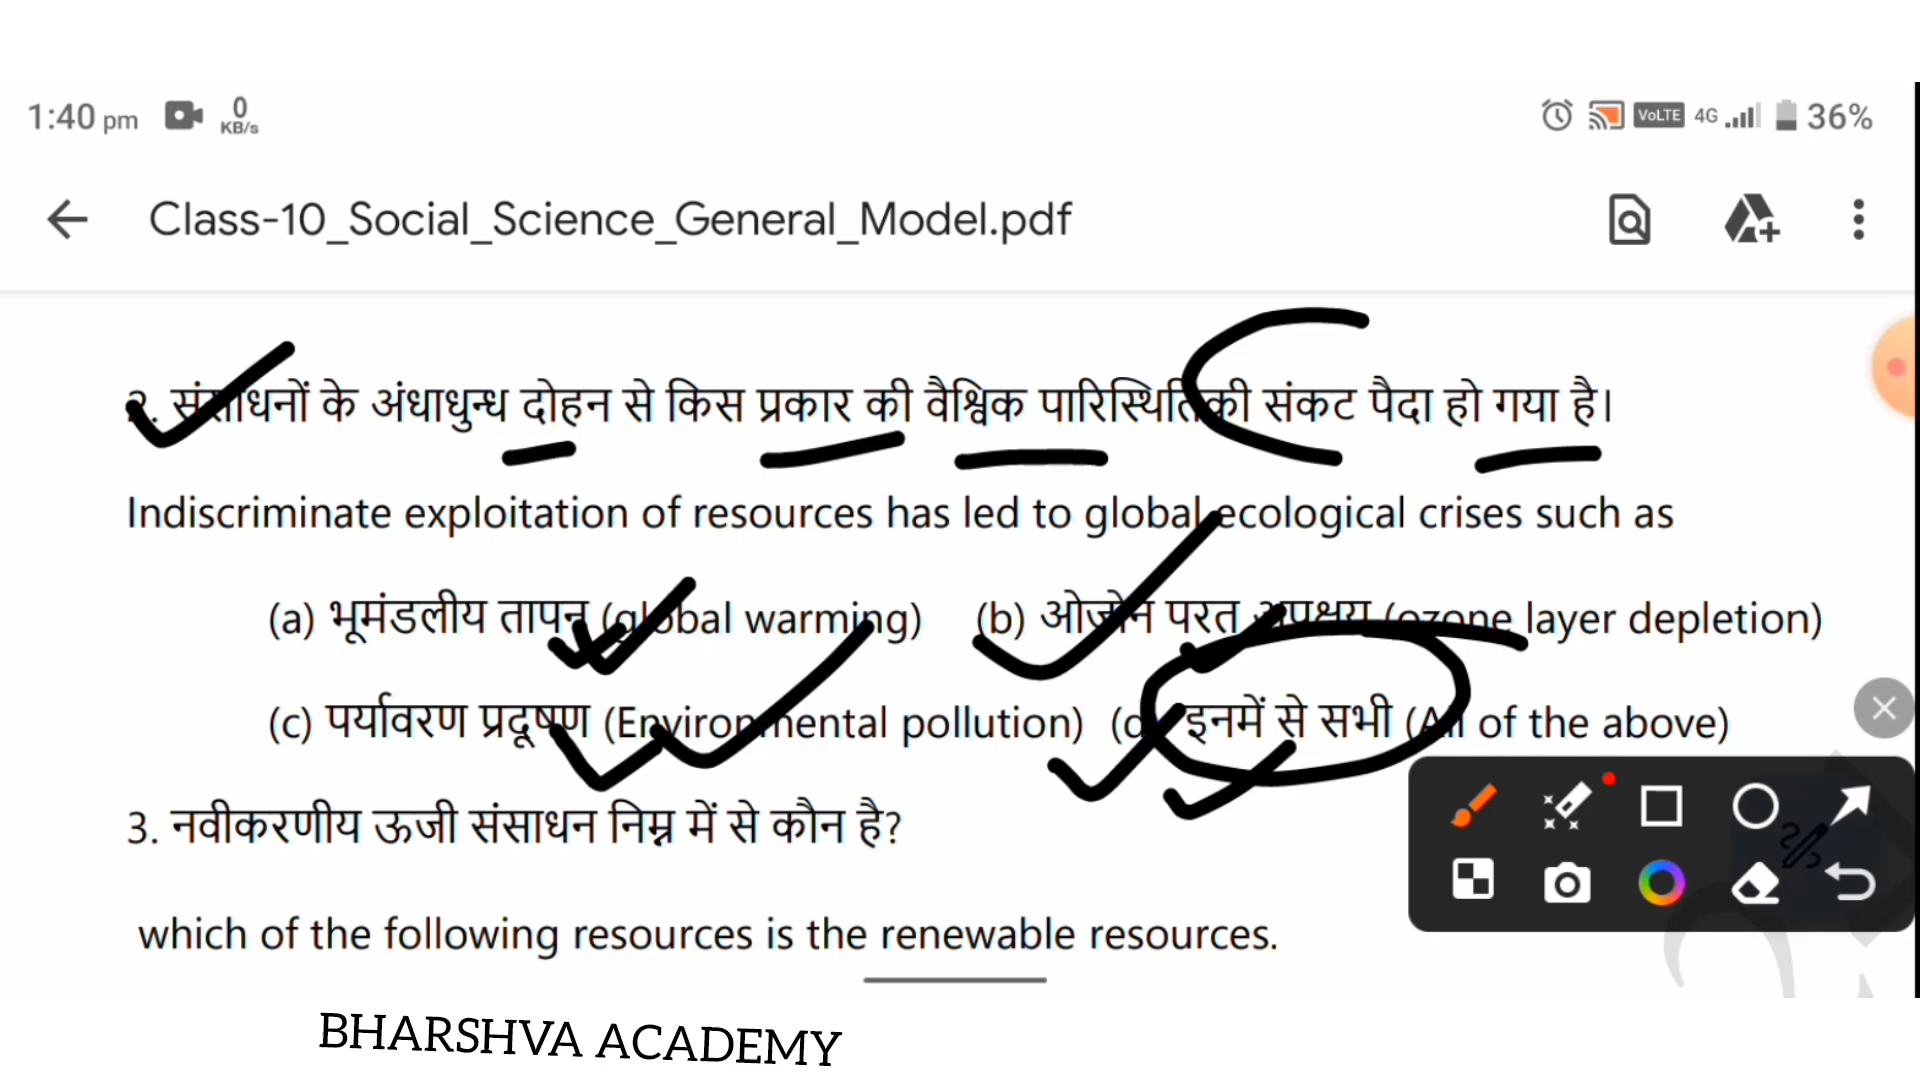 1:40 pm 0 KB/s VoLTE 4G 36%
Class-10_Social_Science_General_Model.pdf
2. संसाधनों के अंधाधुन्ध दोहन से किस प्रकार की वैश्विक पारिस्थितिकी संकट पैदा हो गया है।
Indiscriminate exploitation of resources has led to global ecological crises such as
(a) भूमंडलीय तापन (global warming) (b) ओजोन परत अपक्षय (ozone layer depletion)
(c) पर्यावरण प्रदूषण (Environmental pollution) (d) इनमें से सभी (All of the above)
3. नवीकरणीय ऊजी संसाधन निम्न में से कौन है?
which of the following resources is the renewable resources.
BHARSHVA ACADEMY